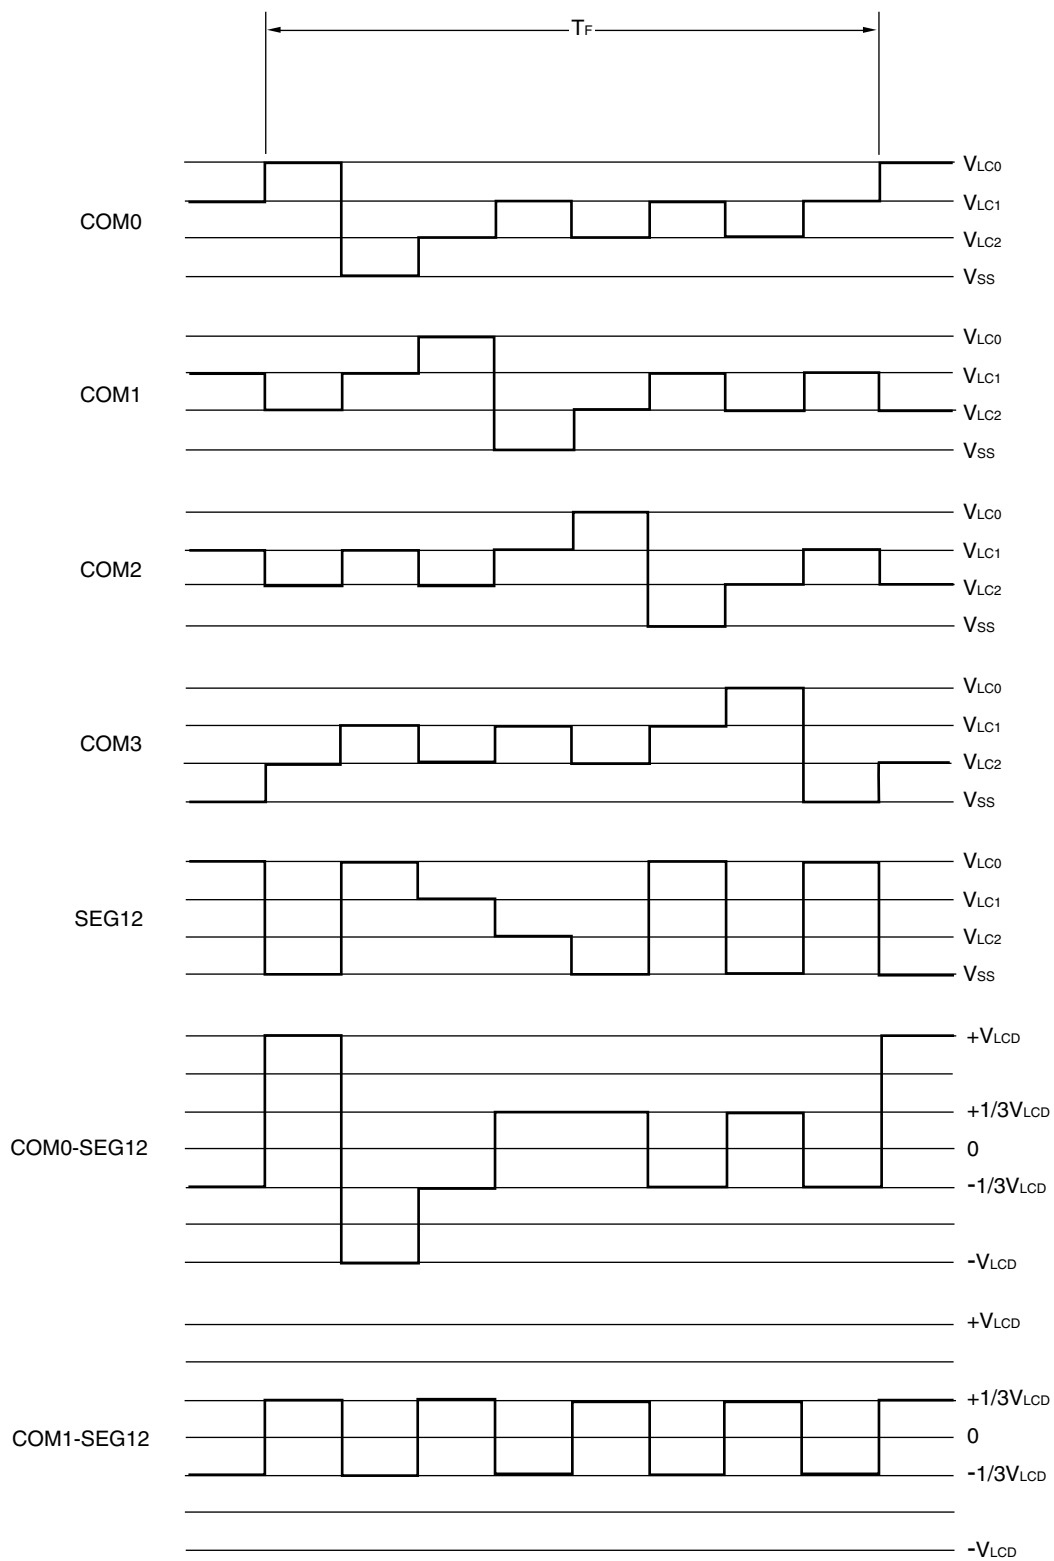 TF
COM0
VLC0
VLC1
VLC2
VSS
COM1
VLC0
VLC1
VLC2
VSS
COM2
VLC0
VLC1
VLC2
VSS
COM3
VLC0
VLC1
VLC2
VSS
SEG12
VLC0
VLC1
VLC2
VSS
COM0-SEG12
+VLCD
+1/3VLCD
0
-1/3VLCD
-VLCD
COM1-SEG12
+VLCD
+1/3VLCD
0
-1/3VLCD
-VLCD